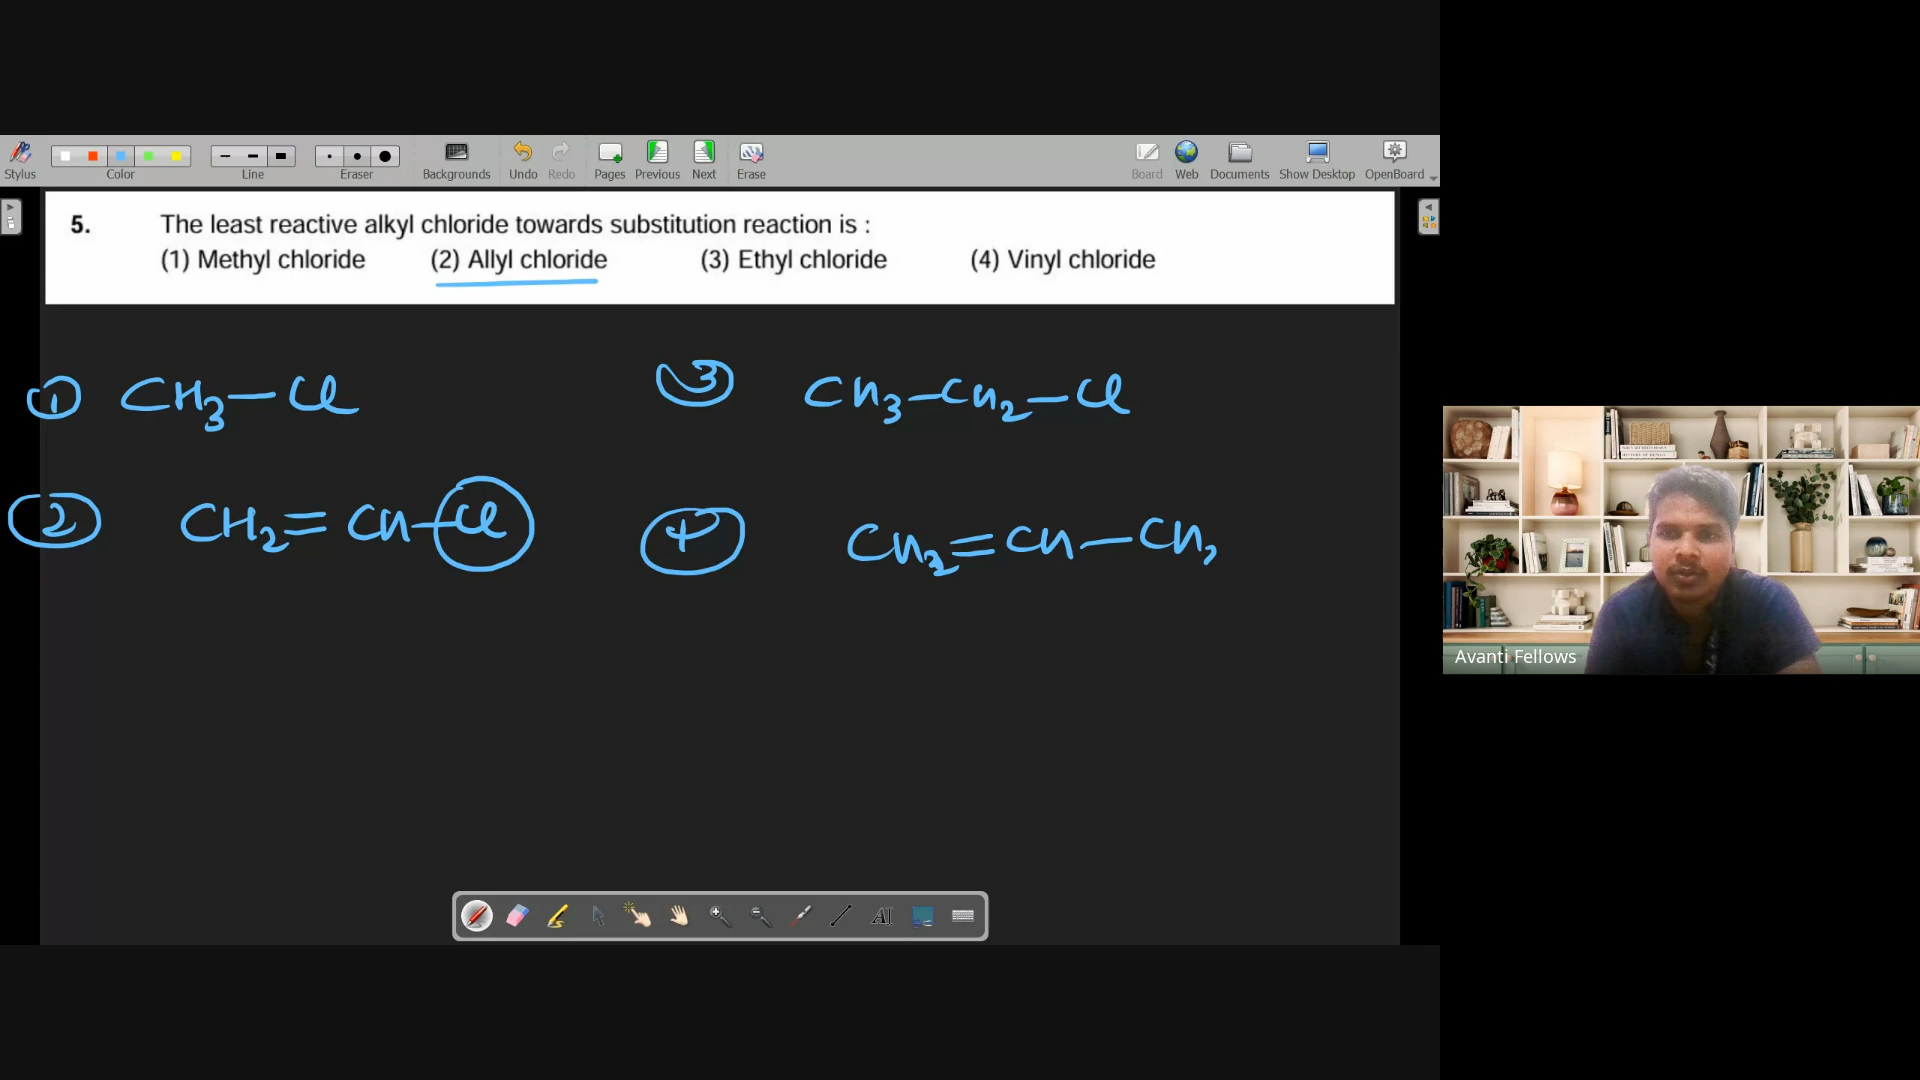 Stylus Color Line Eraser Backgrounds Undo Redo Pages Previous Next Erase Board Web Documents Show Desktop OpenBoard
5. The least reactive alkyl chloride towards substitution reaction is :
(1) Methyl chloride (2) Allyl chloride (3) Ethyl chloride (4) Vinyl chloride
① CH₃—Cl ③ CH₃—CH₂—Cl
② CH₂=CH—Cl ④ CH₂=CH—CH₂
Avanti Fellows